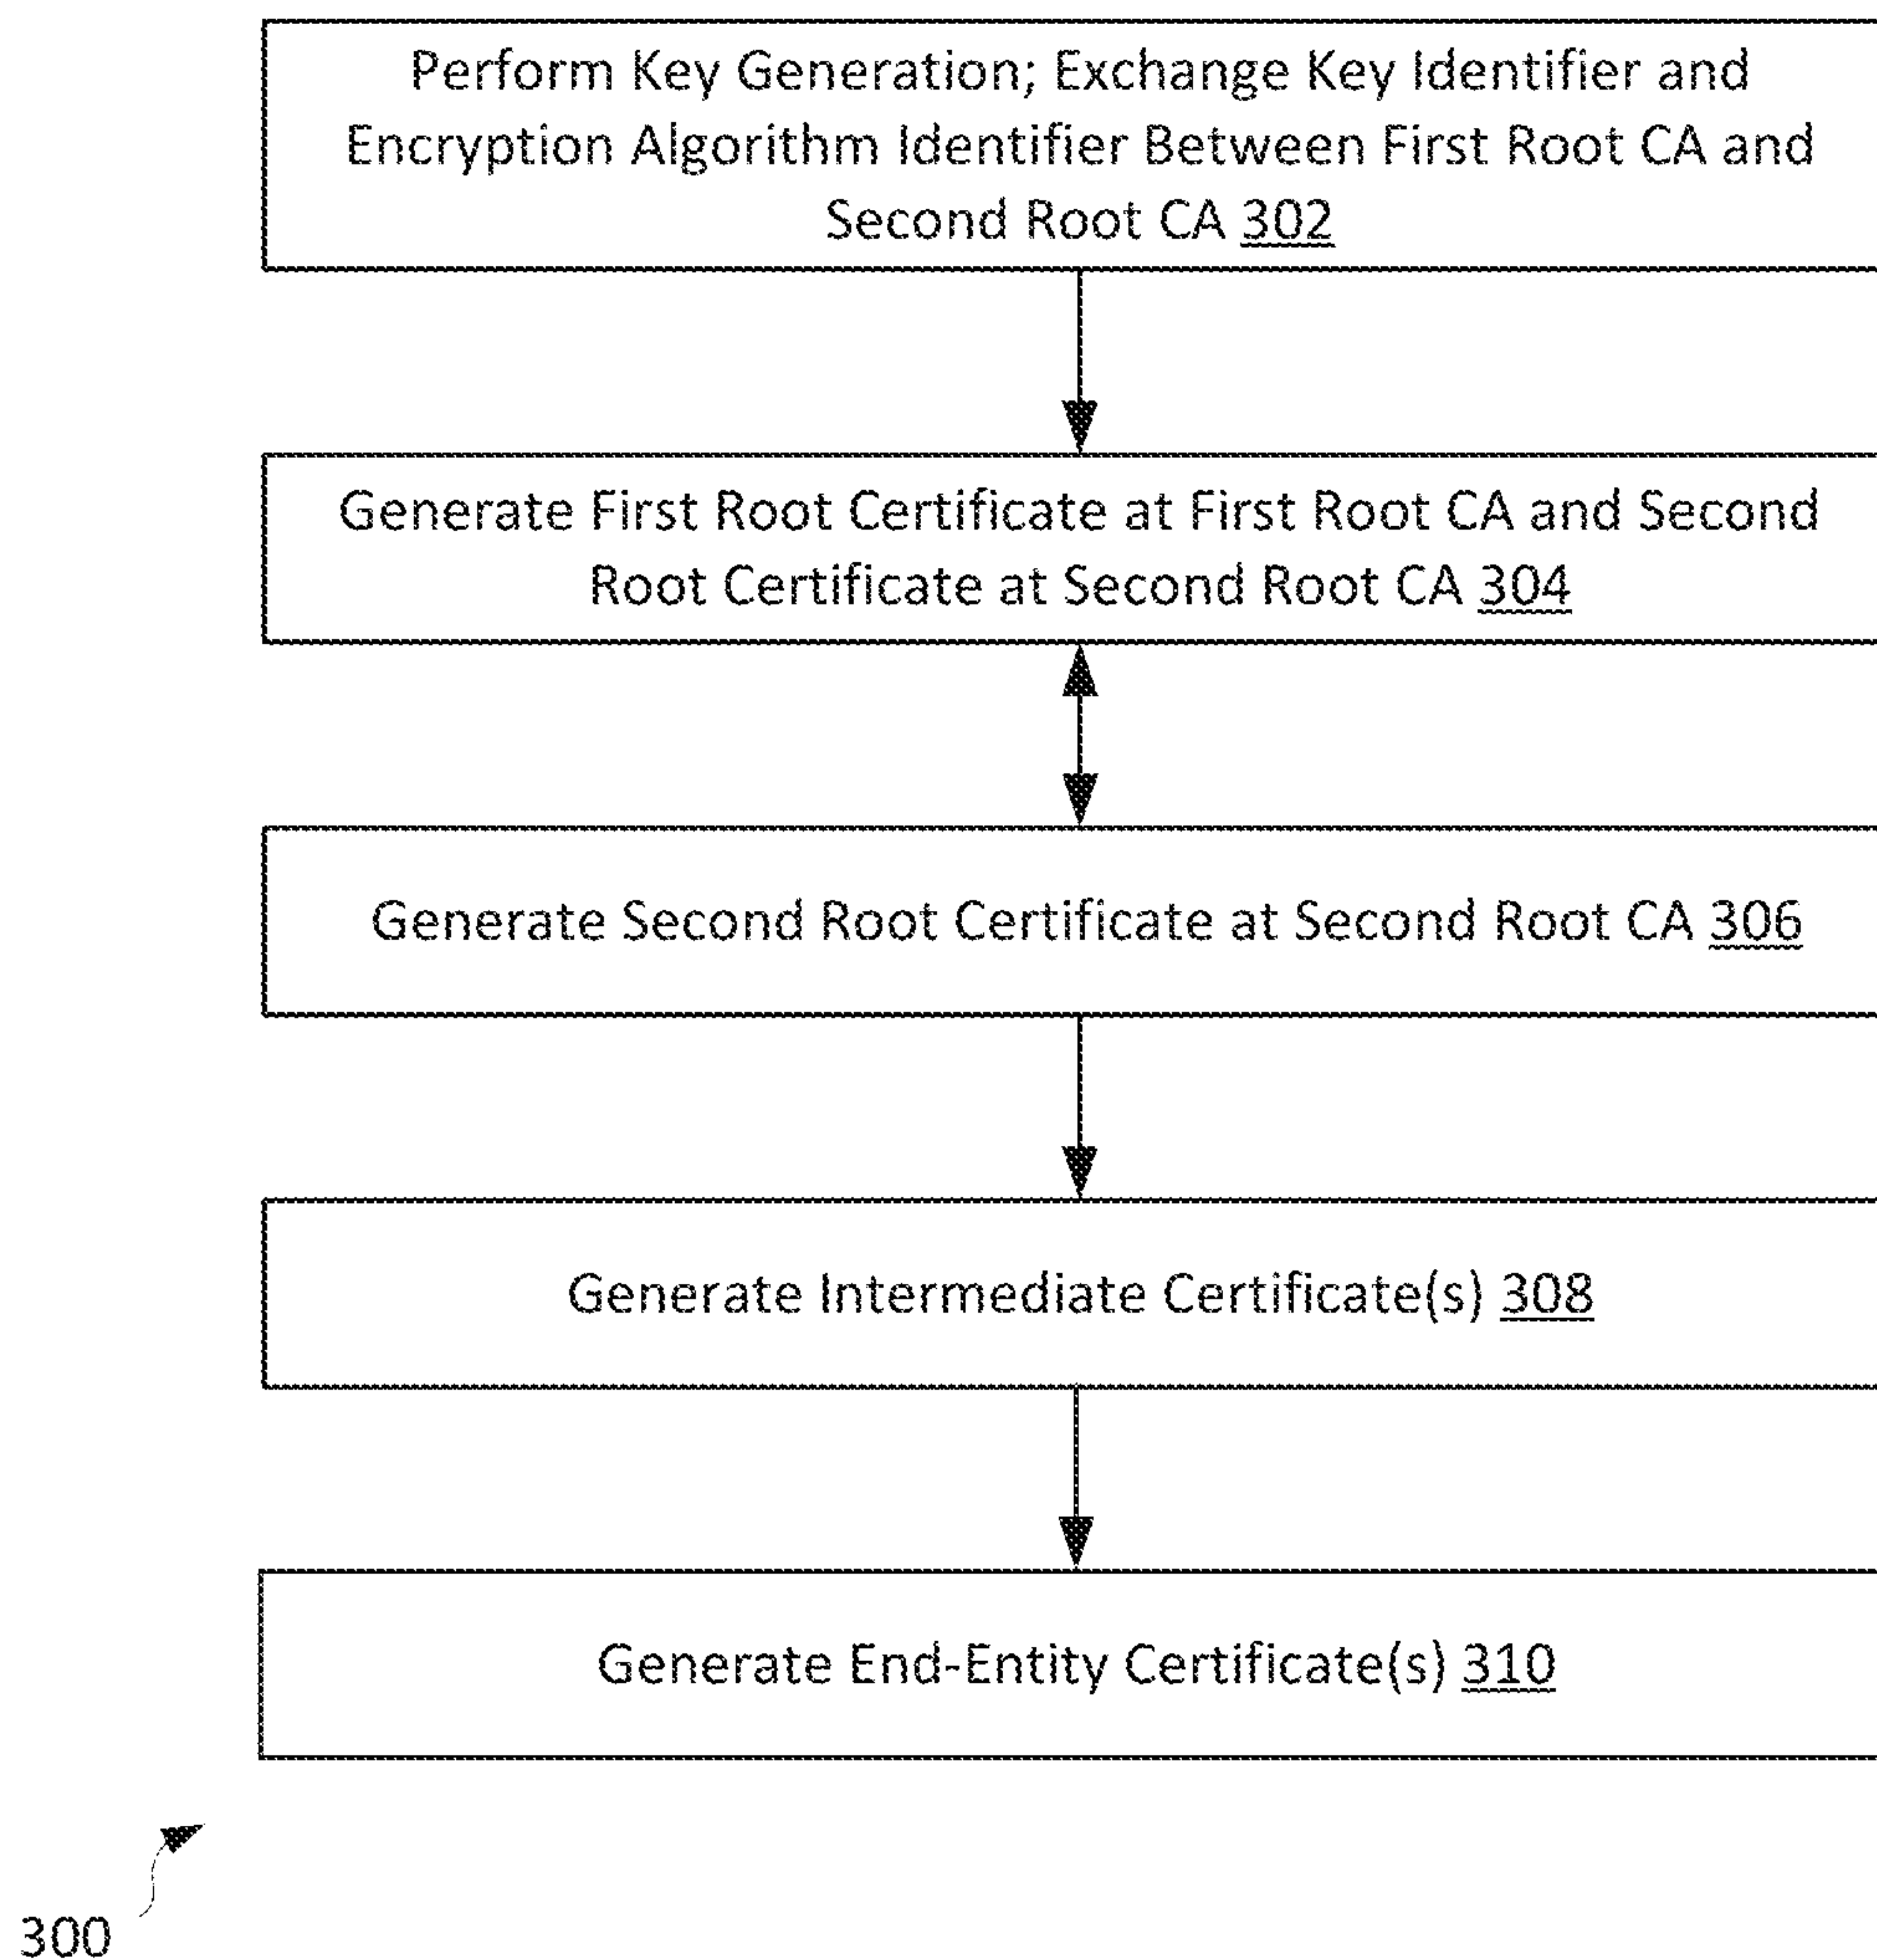 Perform Key Generation; Exchange Key Identifier and
Encryption Algorithm Identifier Between First Root CA and
Second Root CA 302
Generate First Root Certificate at First Root CA and Second
Root Certificate at Second Root CA 304
Generate Second Root Certificate at Second Root CA 306
Generate Intermediate Certificate(s) 308
Generate End-Entity Certificate(s) 310
300